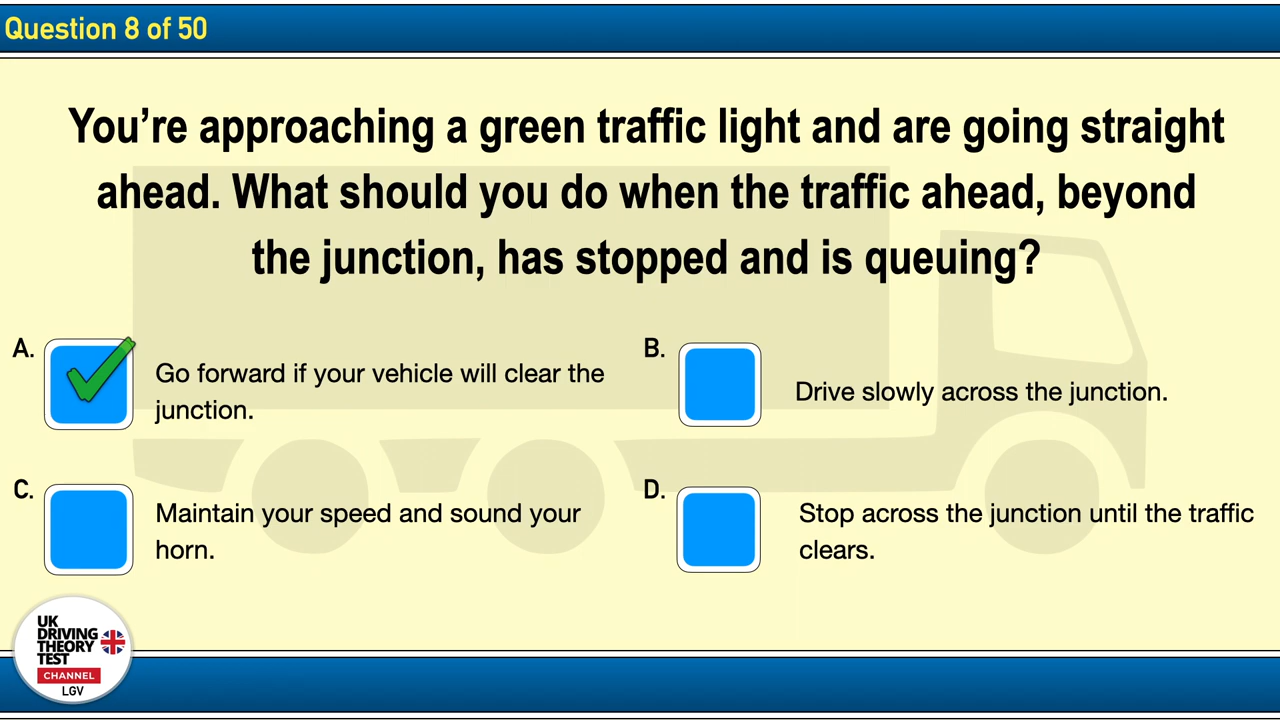 Question 8 of 50
You’re approaching a green traffic light and are going straight
ahead. What should you do when the traffic ahead, beyond
the junction, has stopped and is queuing?
A.
Go forward if your vehicle will clear the
junction.
B.
Drive slowly across the junction.
C.
Maintain your speed and sound your
horn.
D.
Stop across the junction until the traffic
clears.
UK
DRIVING
THEORY
TEST
CHANNEL
LGV